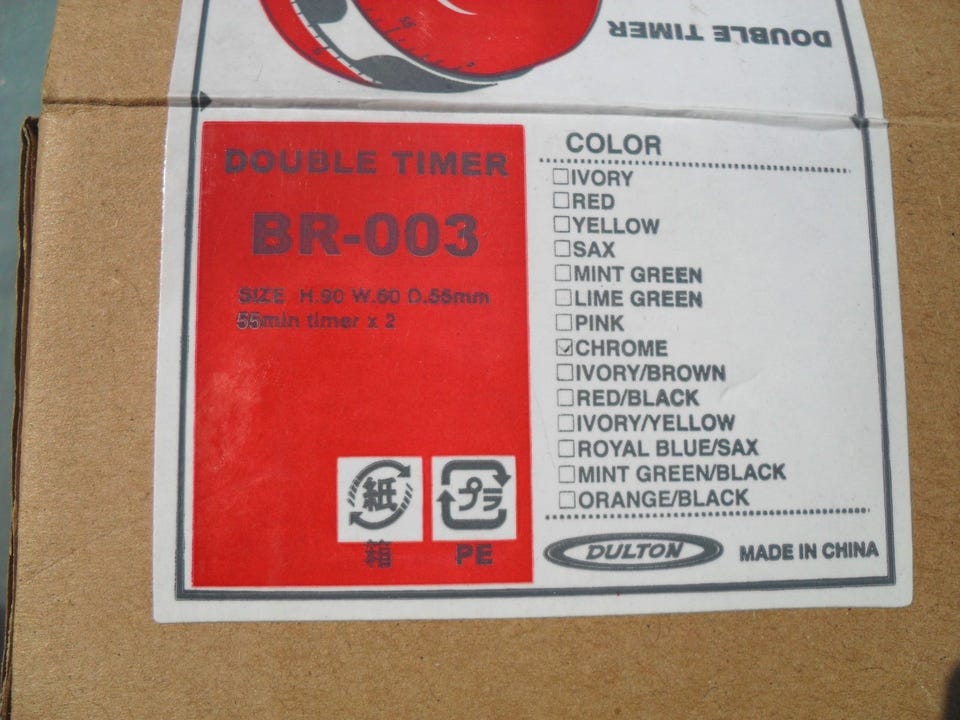 DOUBLE TIMER
DOUBLE TIMER
BR-003
SIZE H.90 W.60 D.55mm
55min timer x 2
紙
箱
プラ
PE
COLOR
IVORY
RED
YELLOW
SAX
MINT GREEN
LIME GREEN
PINK
CHROME
IVORY/BROWN
RED/BLACK
IVORY/YELLOW
ROYAL BLUE/SAX
MINT GREEN/BLACK
ORANGE/BLACK
DULTON
MADE IN CHINA